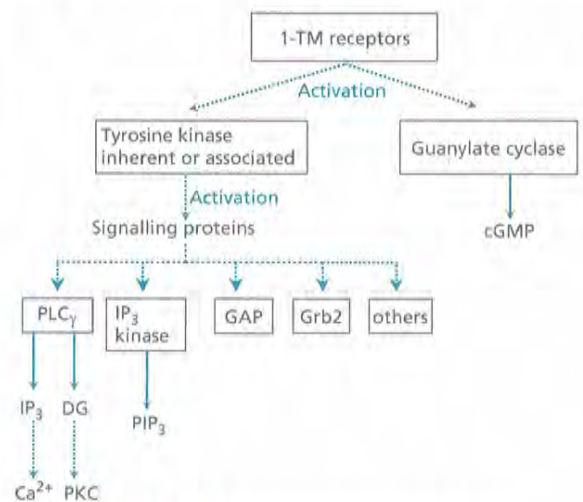 1-TM receptors
Activation
Tyrosine kinase
inherent or associated
Guanylate cyclase
Activation
Signalling proteins
cGMP
PLCγ
IP₃
kinase
GAP
Grb2
others
IP₃ DG
PIP₃
Ca²⁺ PKC